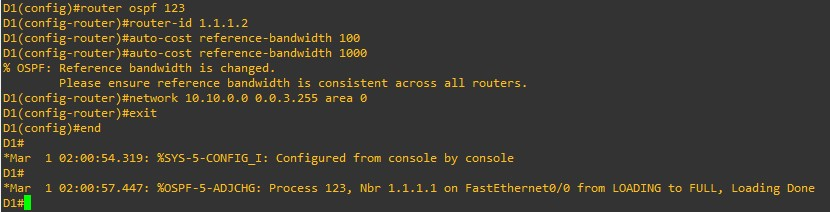 D1(config)#router ospf 123
D1(config-router)#router-id 1.1.1.2
D1(config-router)#auto-cost reference-bandwidth 100
D1(config-router)#auto-cost reference-bandwidth 1000
% OSPF: Reference bandwidth is changed.
        Please ensure reference bandwidth is consistent across all routers.
D1(config-router)#network 10.10.0.0 0.0.3.255 area 0
D1(config-router)#exit
D1(config)#end
D1#
*Mar  1 02:00:54.319: %SYS-5-CONFIG_I: Configured from console by console
D1#
*Mar  1 02:00:57.447: %OSPF-5-ADJCHG: Process 123, Nbr 1.1.1.1 on FastEthernet0/0 from LOADING to FULL, Loading Done
D1#